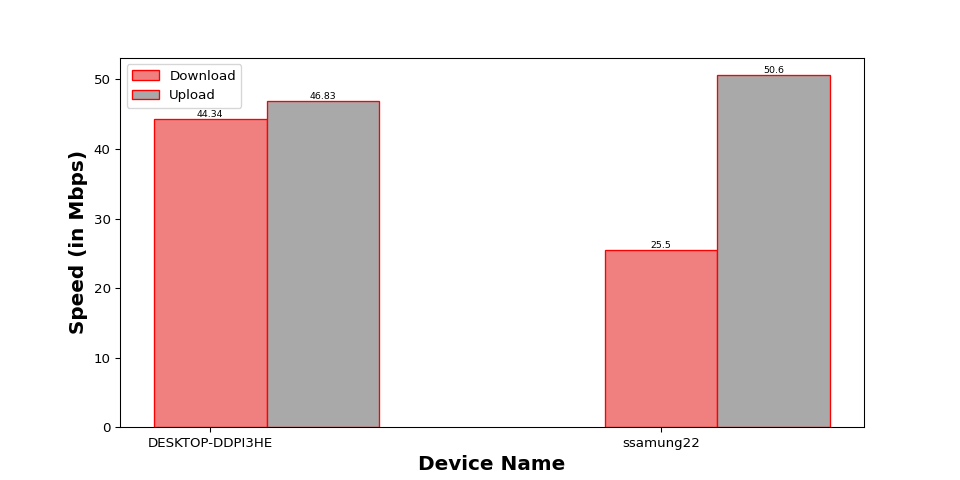 50.6
50
Download
Upload
46.83
44.34
40
30
25.5
20
10
0
Speed (in Mbps)
DESKTOP-DDPI3HE
ssamung22
Device Name